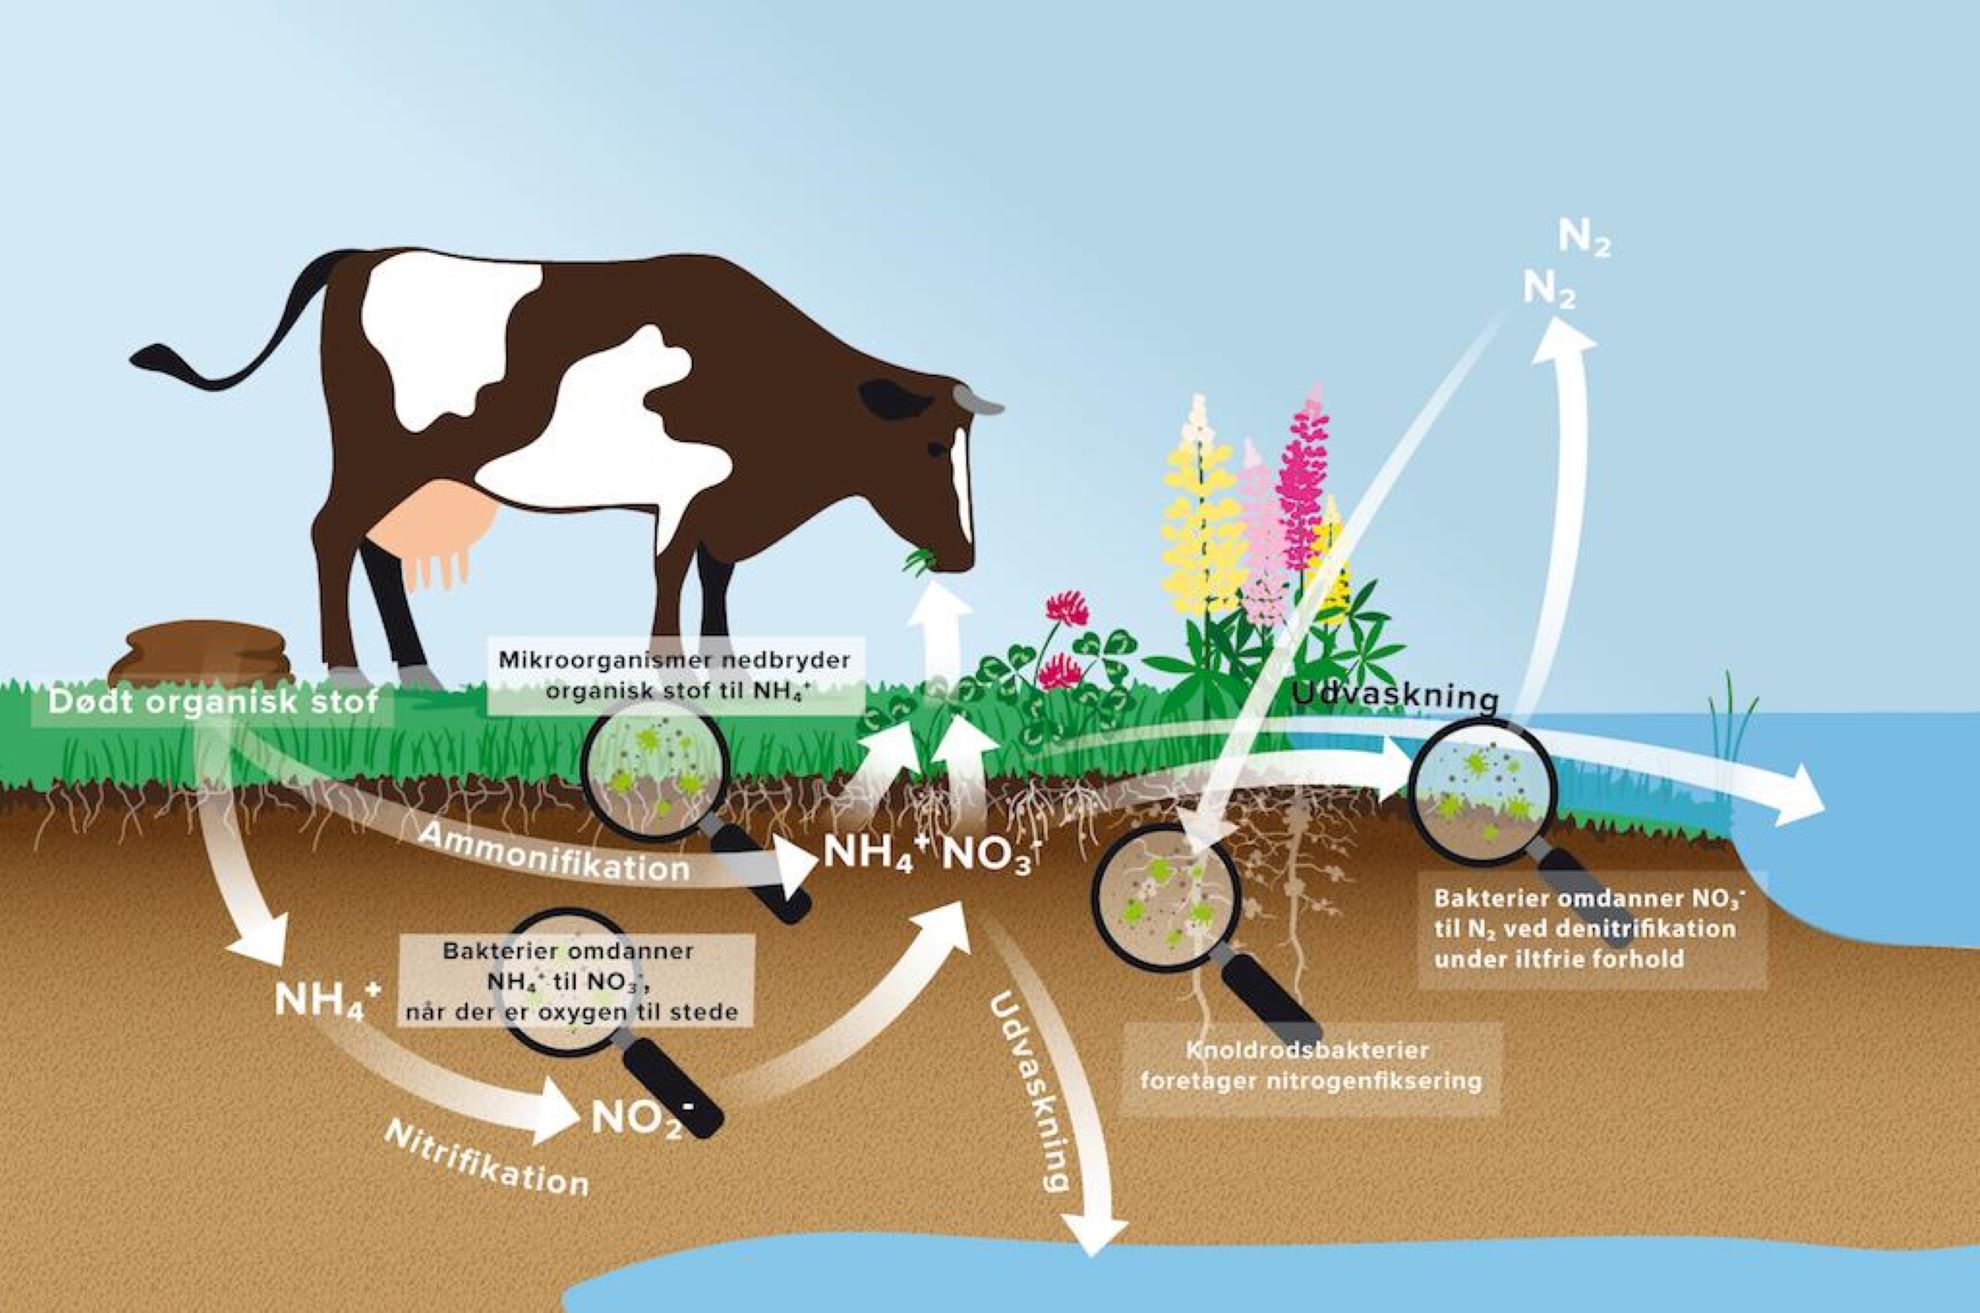 N₂
N₂
Mikroorganismer nedbryder
organisk stof til NH₄⁺
Dødt organisk stof
Udvaskning
Ammonifikation
NH₄⁺ NO₃⁻
Bakterier omdanner
NH₄⁺ til NO₃⁻,
når der er oxygen til stede
Bakterier omdanner NO₃⁻
til N₂ ved denitrifikation
under iltfrie forhold
NH₄⁺
Udvaskning
Knoldrodsbakterier
foretager nitrogenfiksering
NO₂⁻
Nitrifikation